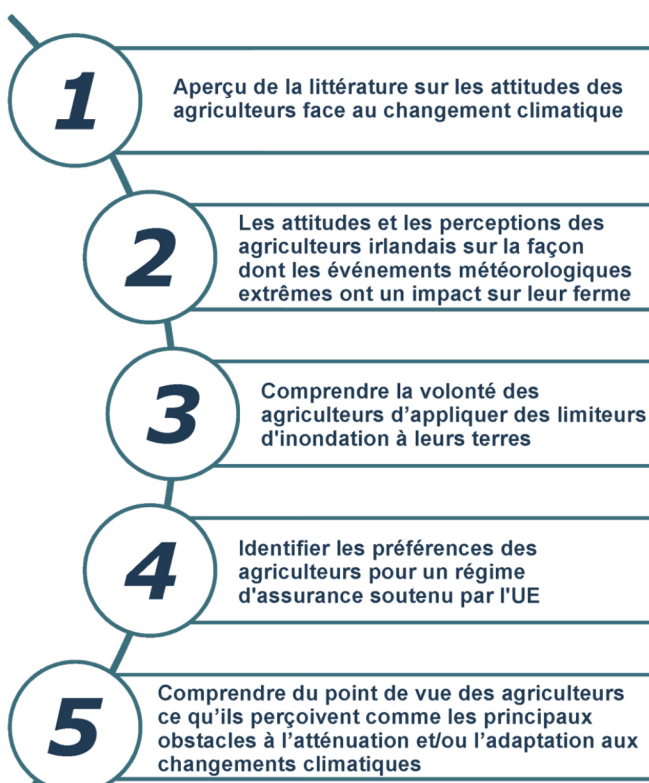 1
Aperçu de la littérature sur les attitudes des
agriculteurs face au changement climatique
2
Les attitudes et les perceptions des
agriculteurs irlandais sur la façon
dont les événements météorologiques
extrêmes ont un impact sur leur ferme
3
Comprendre la volonté des
agriculteurs d’appliquer des limiteurs
d'inondation à leurs terres
4
Identifier les préférences des
agriculteurs pour un régime
d'assurance soutenu par l'UE
5
Comprendre du point de vue des agriculteurs
ce qu’ils perçoivent comme les principaux
obstacles à l’atténuation et/ou l’adaptation aux
changements climatiques